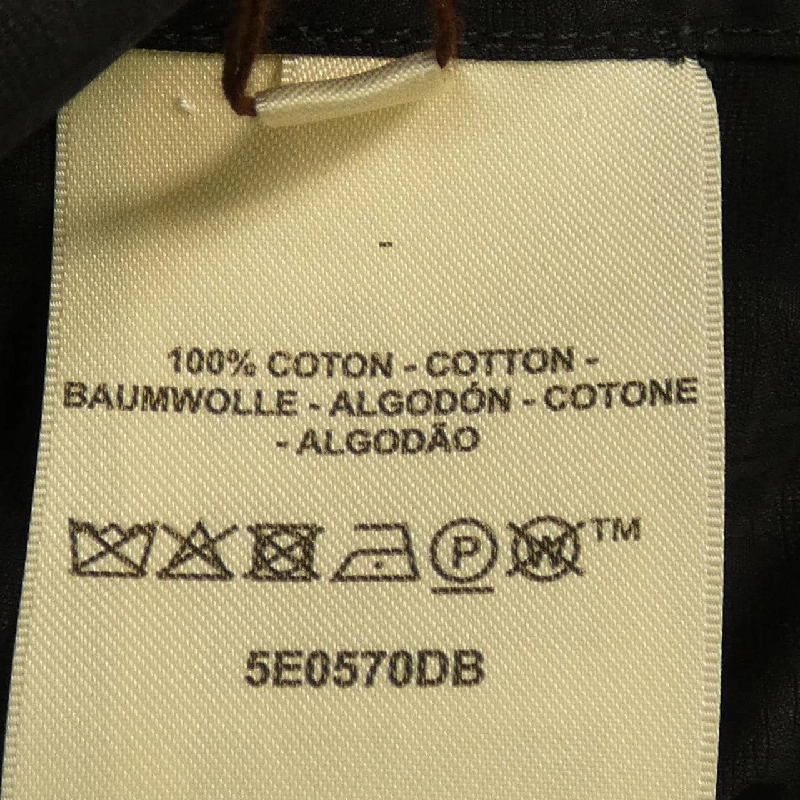 -
100% COTON - COTTON -
BAUMWOLLE - ALGODÓN - COTONE
- ALGODÃO
P W TM
5E0570DB